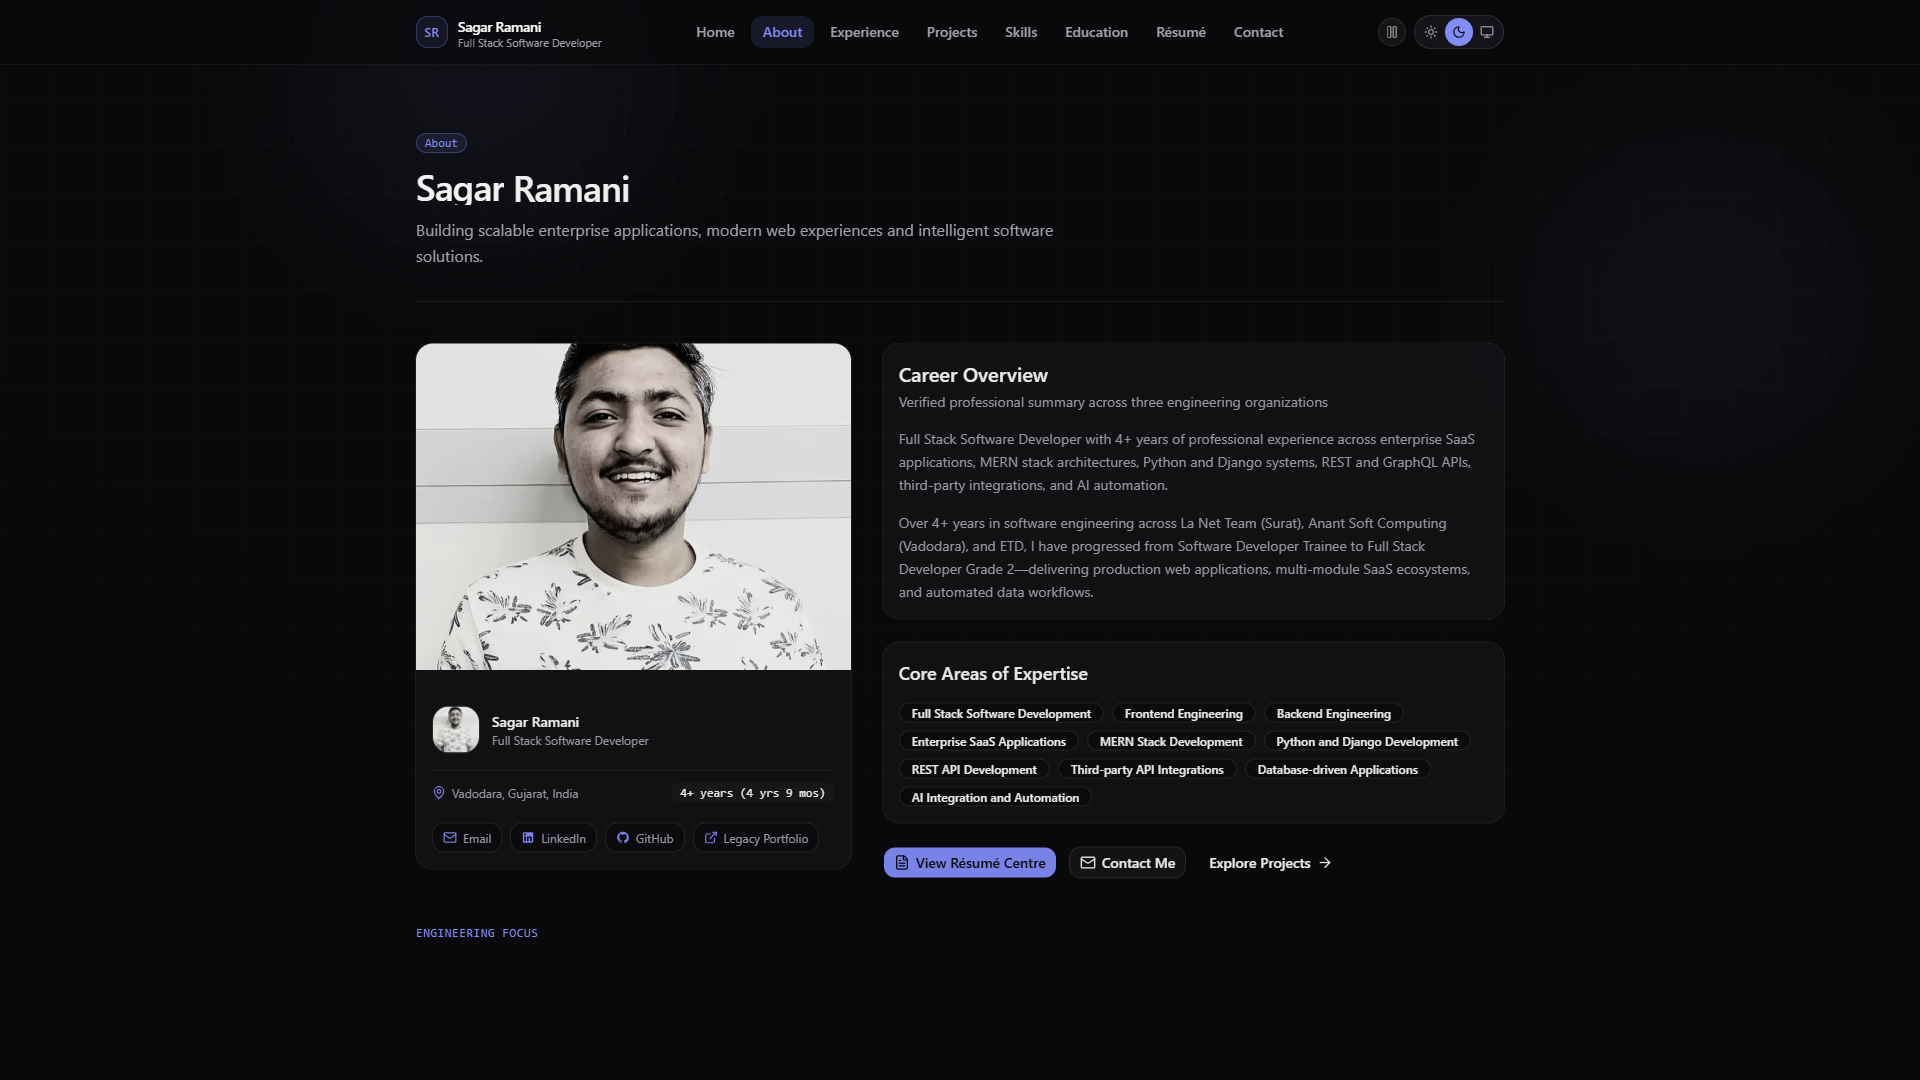 SR
Sagar Ramani
Full Stack Software Developer
Home
About
Experience
Projects
Skills
Education
Résumé
Contact
About
Sagar Ramani
Building scalable enterprise applications, modern web experiences and intelligent software
solutions.
Sagar Ramani
Full Stack Software Developer
Vadodara, Gujarat, India
4+ years (4 yrs 9 mos)
Email
LinkedIn
GitHub
Legacy Portfolio
Career Overview
Verified professional summary across three engineering organizations
Full Stack Software Developer with 4+ years of professional experience across enterprise SaaS
applications, MERN stack architectures, Python and Django systems, REST and GraphQL APIs,
third-party integrations, and AI automation.
Over 4+ years in software engineering across La Net Team (Surat), Anant Soft Computing
(Vadodara), and ETD, I have progressed from Software Developer Trainee to Full Stack
Developer Grade 2—delivering production web applications, multi-module SaaS ecosystems,
and automated data workflows.
Core Areas of Expertise
Full Stack Software Development
Frontend Engineering
Backend Engineering
Enterprise SaaS Applications
MERN Stack Development
Python and Django Development
REST API Development
Third-party API Integrations
Database-driven Applications
AI Integration and Automation
View Résumé Centre
Contact Me
Explore Projects
ENGINEERING FOCUS